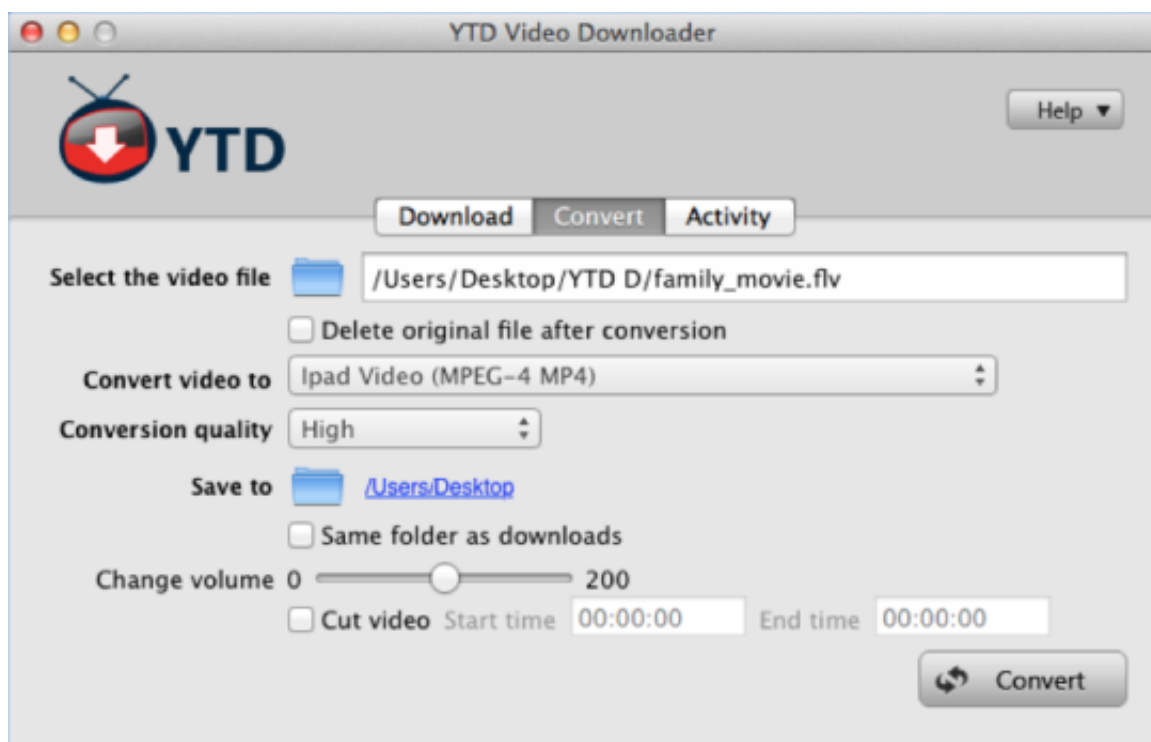 YTD Video Downloader
YTD
Help
Download Convert Activity
Select the video file /Users/Desktop/YTD D/family_movie.flv
Delete original file after conversion
Convert video to Ipad Video (MPEG-4 MP4)
Conversion quality High
Save to /Users/Desktop
Same folder as downloads
Change volume 0 200
Cut video Start time 00:00:00 End time 00:00:00
Convert